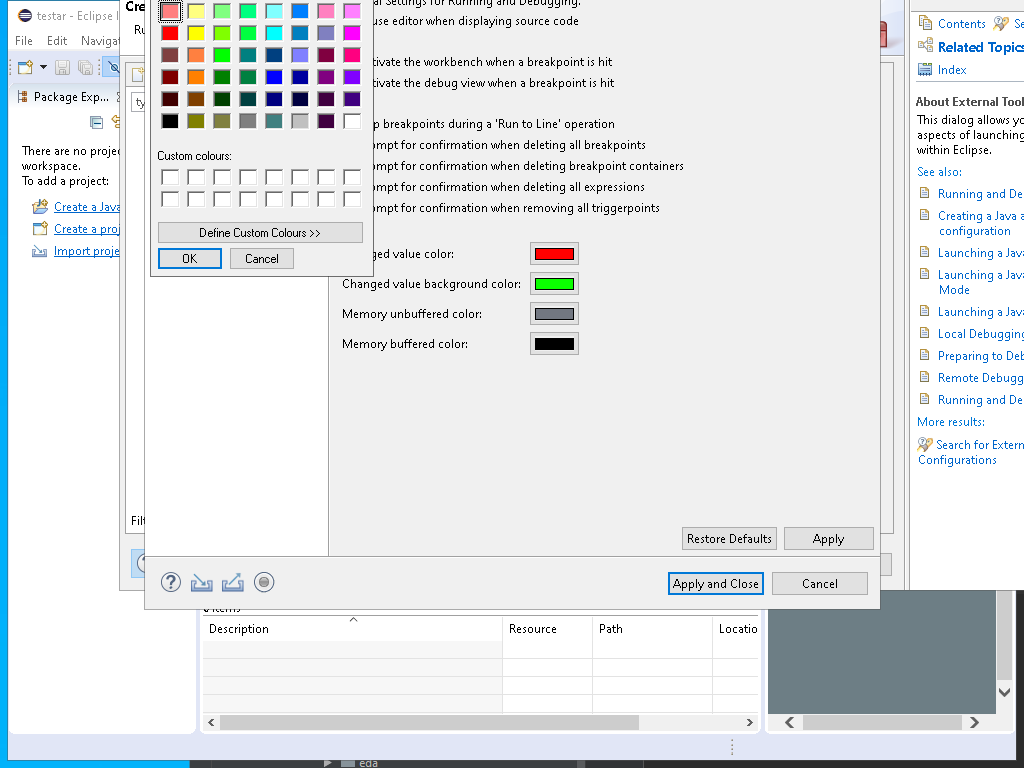 testar - Eclipse I
File Edit Navigat
Package Exp...
There are no proje
workspace.
To add a project:
Create a Java
Create a proj
Import proje
Cre
Ru
ty
Filt
Custom colours:
Define Custom Colours >>
OK Cancel
al Settings for Running and Debugging.
use editor when displaying source code
tivate the workbench when a breakpoint is hit
tivate the debug view when a breakpoint is hit
p breakpoints during a 'Run to Line' operation
ompt for confirmation when deleting all breakpoints
ompt for confirmation when deleting breakpoint containers
ompt for confirmation when deleting all expressions
ompt for confirmation when removing all triggerpoints
ged value color:
Changed value background color:
Memory unbuffered color:
Memory buffered color:
Restore Defaults Apply
Apply and Close Cancel
Contents Se
Related Topics
Index
About External Tool
This dialog allows yo
aspects of launching
within Eclipse.
See also:
Running and De
Creating a Java a
configuration
Launching a Java
Launching a Java
Mode
Launching a Java
Local Debugging
Preparing to Deb
Remote Debugg
Running and De
More results:
Search for Extern
Configurations
0 items
Description Resource Path Locatio
eda